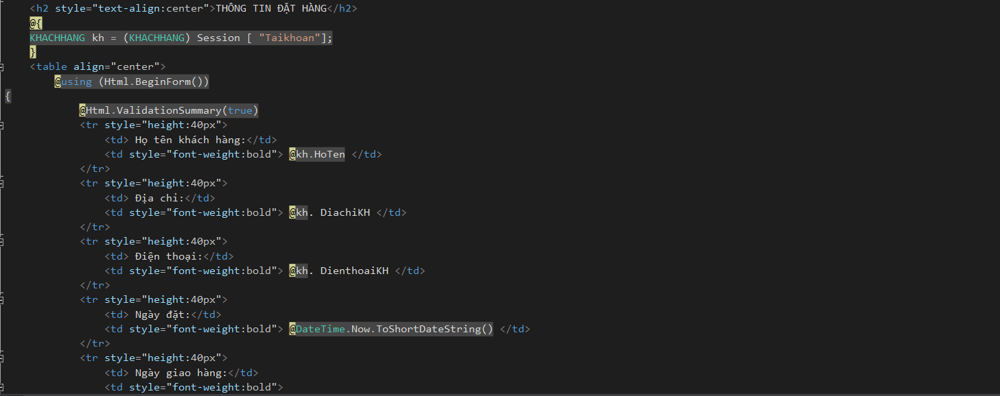 <h2 style="text-align:center">THÔNG TIN ĐẶT HÀNG</h2>
@{
KHACHHANG kh = (KHACHHANG) Session [ "Taikhoan"];
}
<table align="center">
@using (Html.BeginForm())
{
@Html.ValidationSummary(true)
<tr style="height:40px">
<td> Họ tên khách hàng:</td>
<td style="font-weight:bold"> @kh.HoTen </td>
</tr>
<tr style="height:40px">
<td> Địa chỉ:</td>
<td style="font-weight:bold"> @kh. DiachiKH </td>
</tr>
<tr style="height:40px">
<td> Điện thoại:</td>
<td style="font-weight:bold"> @kh. DienthoaiKH </td>
</tr>
<tr style="height:40px">
<td> Ngày đặt:</td>
<td style="font-weight:bold"> @DateTime.Now.ToShortDateString() </td>
</tr>
<tr style="height:40px">
<td> Ngày giao hàng:</td>
<td style="font-weight:bold">